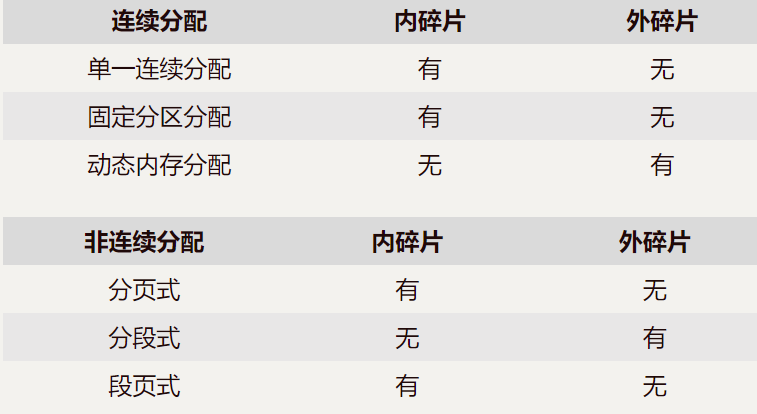 连续分配 内碎片 外碎片
单一连续分配 有 无
固定分区分配 有 无
动态内存分配 无 有
非连续分配 内碎片 外碎片
分页式 有 无
分段式 无 有
段页式 有 无